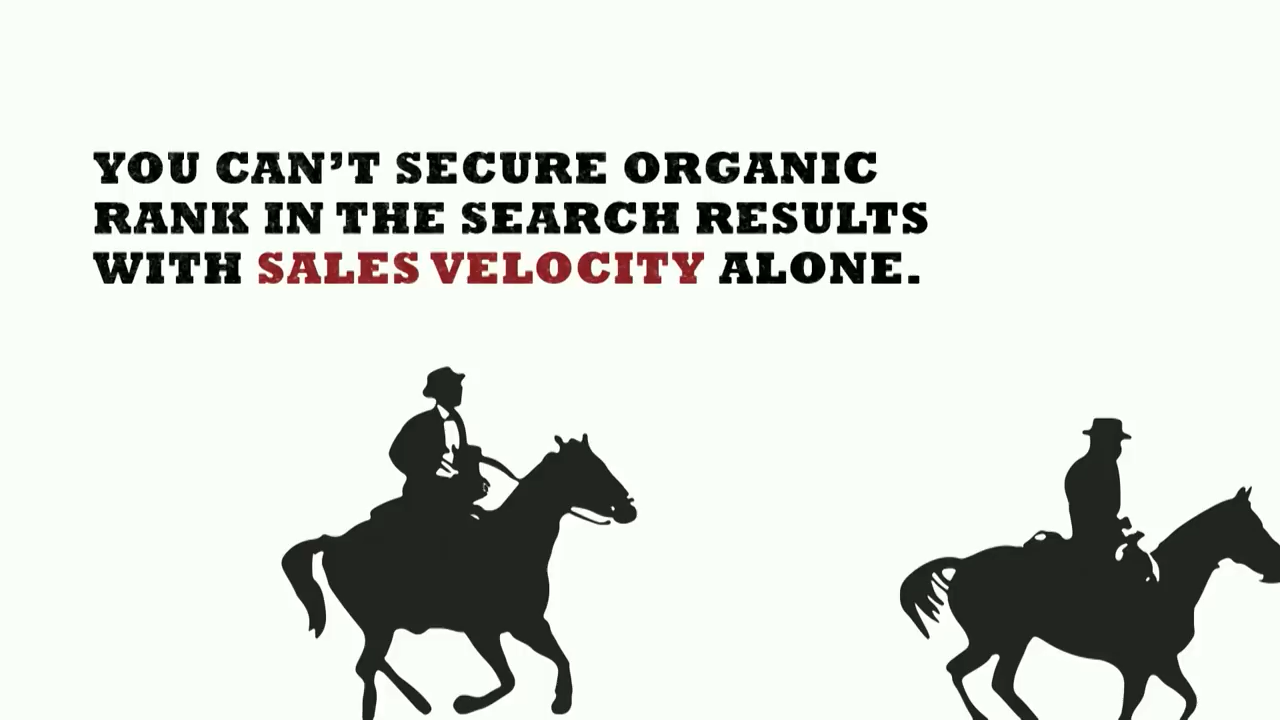 YOU CAN’T SECURE ORGANIC
RANK IN THE SEARCH RESULTS
WITH SALES VELOCITY ALONE.